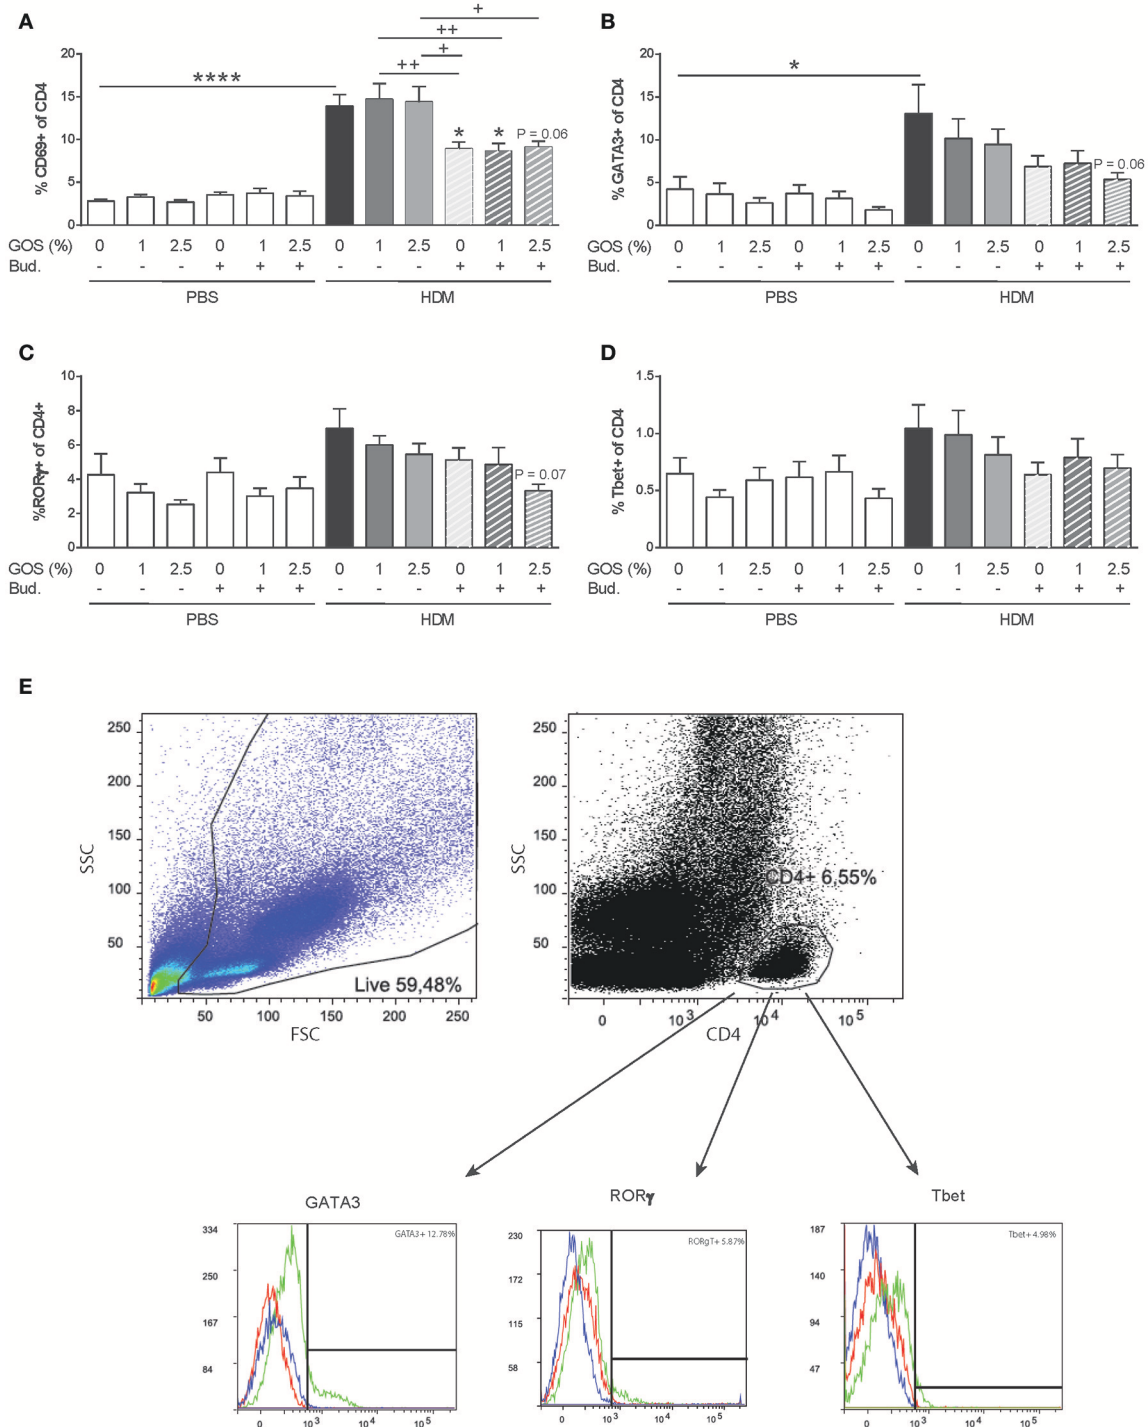 A
B
+
++
+
++
****
* * P = 0.06
% CD69+ of CD4
20
15
10
5
0
GOS (%) 0 1 2.5 0 1 2.5 0 1 2.5 0 1 2.5
Bud. - - - + + + - - - + + +
PBS HDM
*
P = 0.06
% GATA3+ of CD4
20
15
10
5
0
GOS (%) 0 1 2.5 0 1 2.5 0 1 2.5 0 1 2.5
Bud. - - - + + + - - - + + +
PBS HDM
C
D
%RORγ+ of CD4+
10
8
6
4
2
0
P = 0.07
GOS (%) 0 1 2.5 0 1 2.5 0 1 2.5 0 1 2.5
Bud. - - - + + + - - - + + +
PBS HDM
% Tbet+ of CD4
1.5
1.0
0.5
0
GOS (%) 0 1 2.5 0 1 2.5 0 1 2.5 0 1 2.5
Bud. - - - + + + - - - + + +
PBS HDM
E
SSC
250
200
150
100
50
Live 59,48%
50 100 150 200 250
FSC
SSC
250
200
150
100
50
CD4+ 6,55%
0 10³ 10⁴ 10⁵
CD4
GATA3
334
250
167
84
GATA3+ 12.78%
0 10³ 10⁴ 10⁵
RORγ
230
172
115
58
RORgT+ 5.87%
0 10³ 10⁴ 10⁵
Tbet
187
140
94
47
Tbet+ 4.98%
0 10³ 10⁴ 10⁵